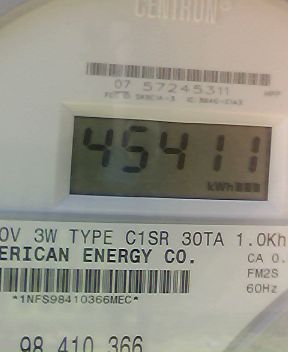 CENTRON®
07 57245311
45411
kWh
0V 3W TYPE C1SR 30TA 1.0Kh
ERICAN ENERGY CO.
CA 0.
FM2S
*1NFS98410366MEC*
60Hz
98 410 366